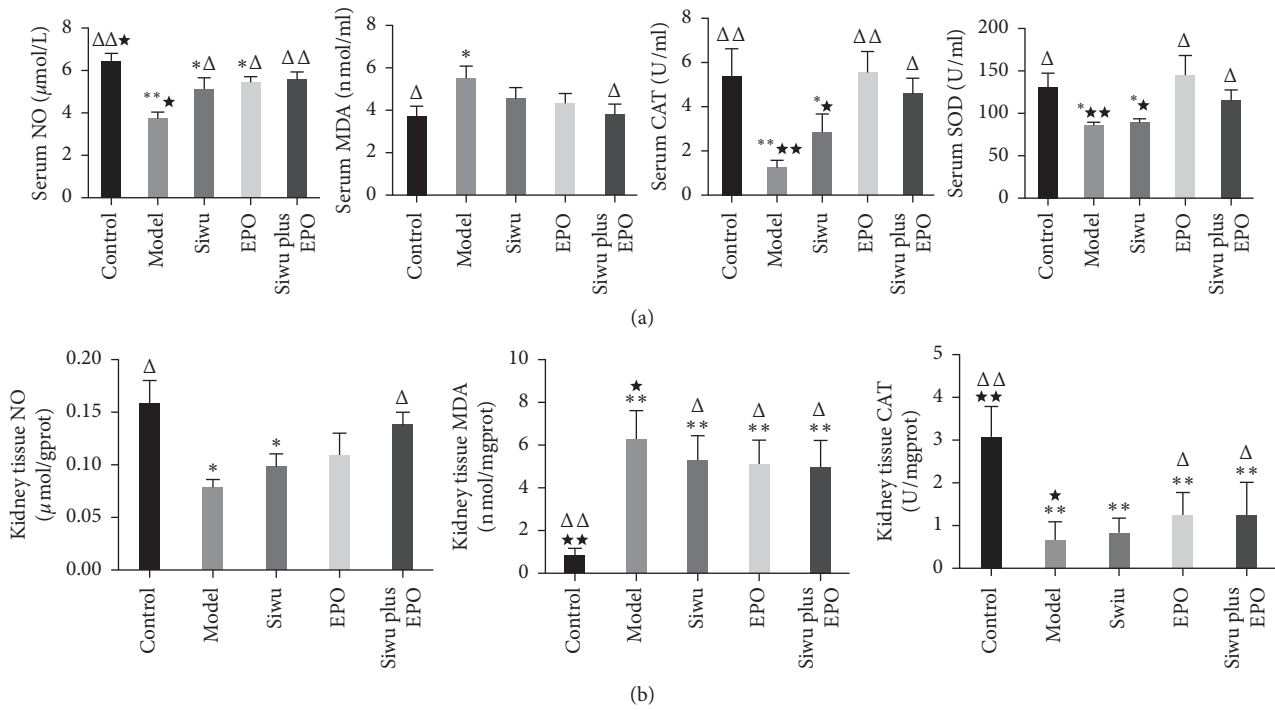 Serum NO (μmol/L)
8
6
4
2
0
ΔΔ★
**★
*Δ
*Δ
ΔΔ
Control
Model
Siwu
EPO
Siwu plus
EPO
Serum MDA (n mol/ml)
8
6
4
2
0
Δ
*
Δ
Control
Model
Siwu
EPO
Siwu plus
EPO
Serum CAT (U/ml)
8
6
4
2
0
ΔΔ
**★★
*★
ΔΔ
Δ
Control
Model
Siwu
EPO
Siwu plus
EPO
Serum SOD (U/ml)
200
150
100
50
0
Δ
*★★
*★
Δ
Δ
Control
Model
Siwu
EPO
Siwu plus
EPO
(a)
Kidney tissue NO
(μmol/gprot)
0.20
0.15
0.10
0.05
0.00
Δ
*
*
Δ
Control
Model
Siwu
EPO
Siwu plus
EPO
Kidney tissue MDA
(n mol/mgprot)
10
8
6
4
2
0
ΔΔ
★★
★
**
Δ
**
Δ
**
Δ
**
Control
Model
Siwu
EPO
Siwu plus
EPO
Kidney tissue CAT
(U/mgprot)
5
4
3
2
1
0
ΔΔ
★★
★
**
**
Δ
**
Δ
**
Control
Model
Swiu
EPO
Siwu plus
EPO
(b)